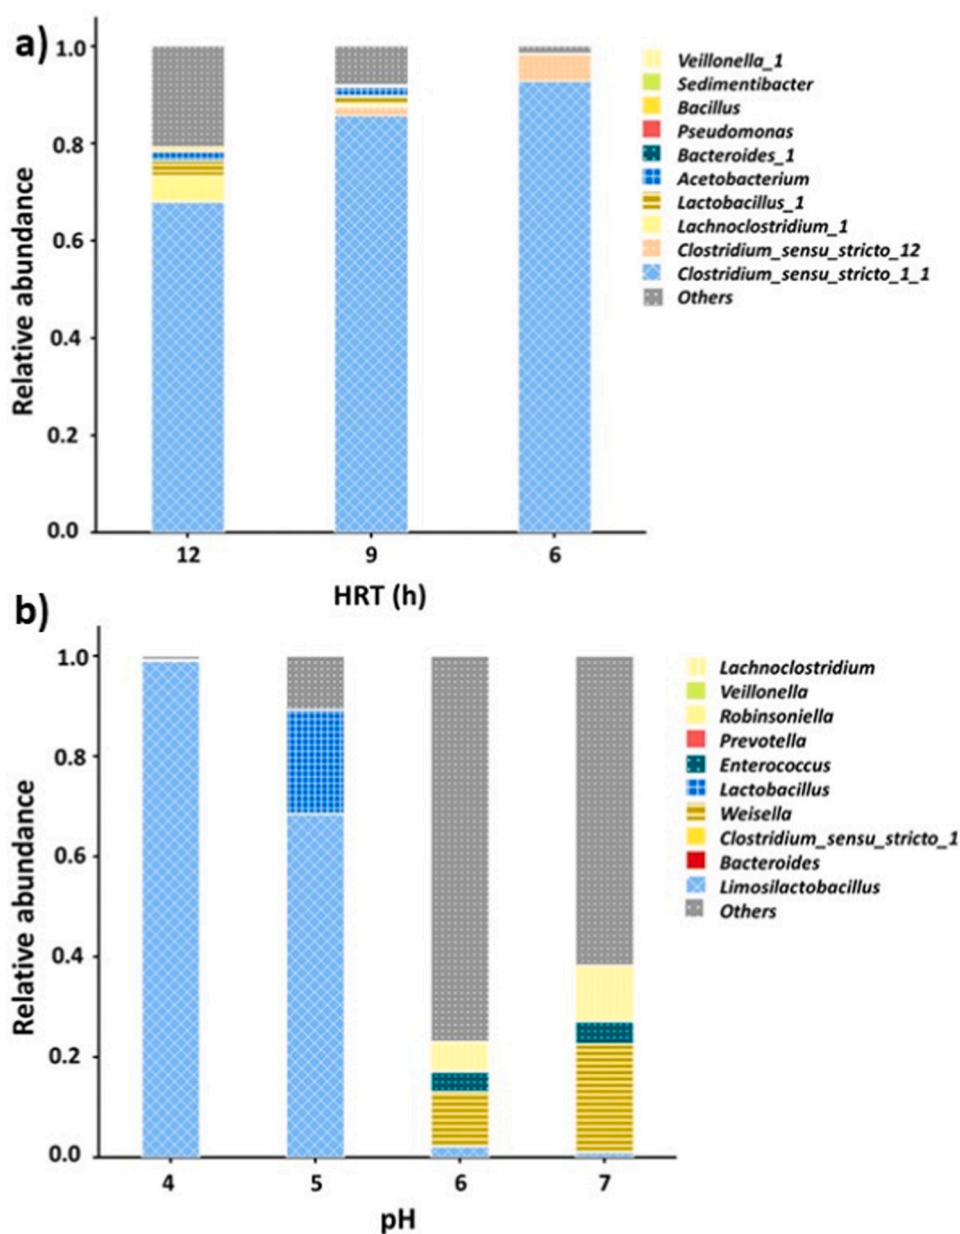 a)
1.0
0.8
0.6
0.4
0.2
0.0
Relative abundance
12 9 6
HRT (h)
Veillonella_1
Sedimentibacter
Bacillus
Pseudomonas
Bacteroides_1
Acetobacterium
Lactobacillus_1
Lachnoclostridium_1
Clostridium_sensu_stricto_12
Clostridium_sensu_stricto_1_1
Others
b)
1.0
0.8
0.6
0.4
0.2
0.0
Relative abundance
4 5 6 7
pH
Lachnoclostridium
Veillonella
Robinsoniella
Prevotella
Enterococcus
Lactobacillus
Weisella
Clostridium_sensu_stricto_1
Bacteroides
Limosilactobacillus
Others